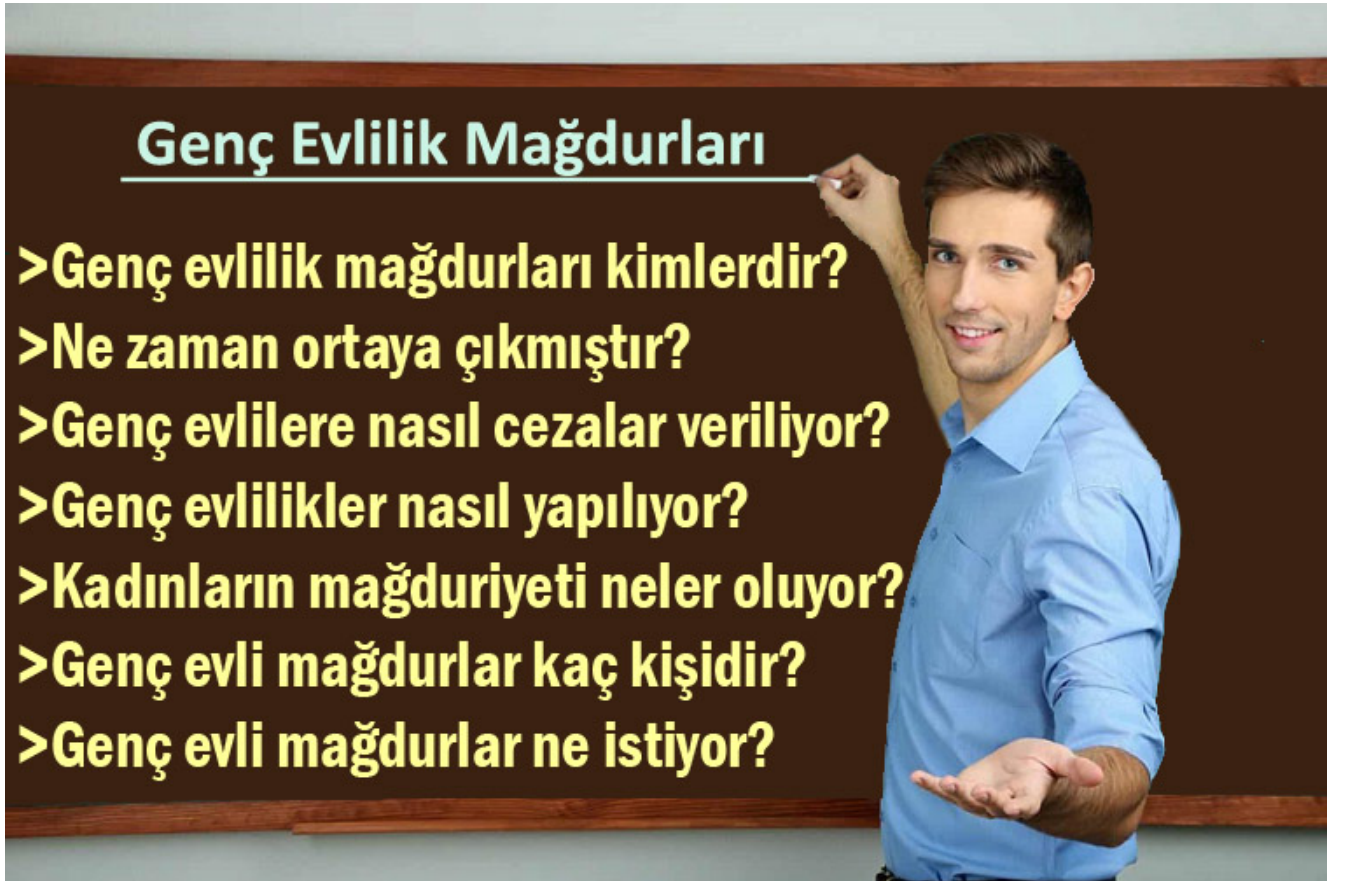 Genç Evlilik Mağdurları
>Genç evlilik mağdurları kimlerdir?
>Ne zaman ortaya çıkmıştır?
>Genç evlilere nasıl cezalar veriliyor?
>Genç evlilikler nasıl yapılıyor?
>Kadınların mağduriyeti neler oluyor?
>Genç evli mağdurlar kaç kişidir?
>Genç evli mağdurlar ne istiyor?